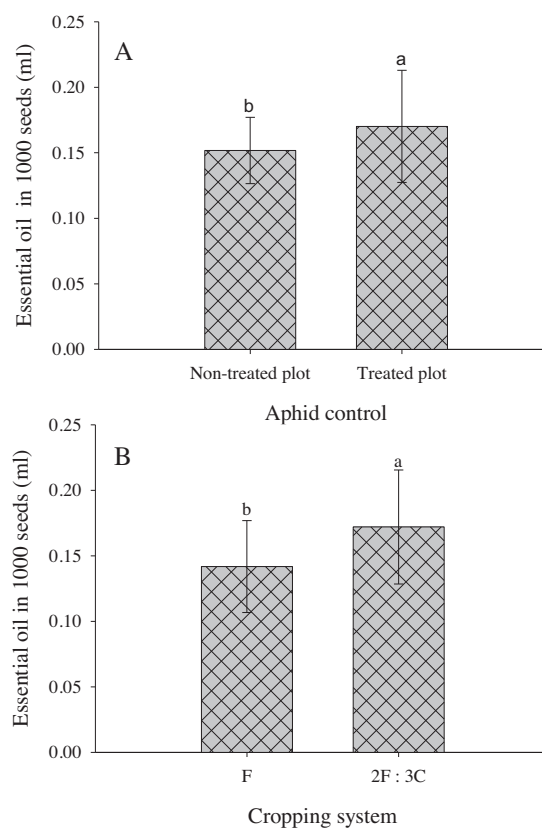 A
Essential oil in 1000 seeds (ml)
0.25
0.20
0.15
0.10
0.05
0.00
b
a
Non-treated plot Treated plot
Aphid control
B
Essential oil in 1000 seeds (ml)
0.25
0.20
0.15
0.10
0.05
0.00
b
a
F 2F : 3C
Cropping system